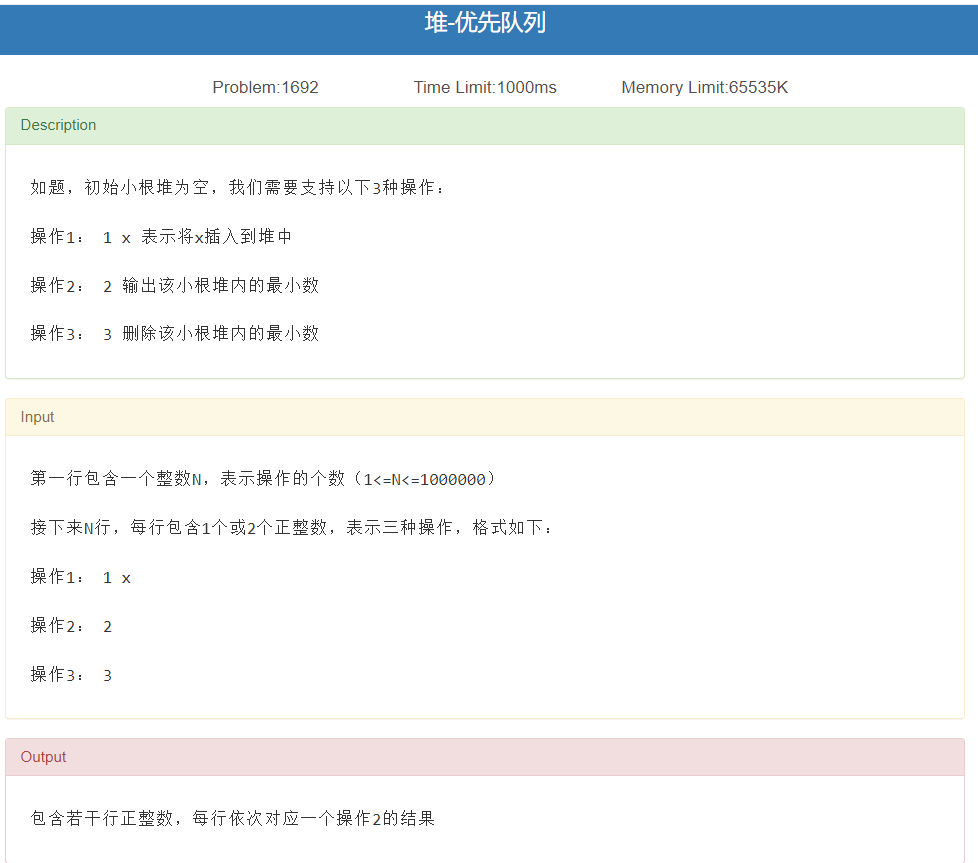 堆-优先队列
Problem:1692 Time Limit:1000ms Memory Limit:65535K
Description
如题，初始小根堆为空，我们需要支持以下3种操作：
操作1： 1 x 表示将x插入到堆中
操作2： 2 输出该小根堆内的最小数
操作3： 3 删除该小根堆内的最小数
Input
第一行包含一个整数N，表示操作的个数（1<=N<=1000000）
接下来N行，每行包含1个或2个正整数，表示三种操作，格式如下：
操作1： 1 x
操作2： 2
操作3： 3
Output
包含若干行正整数，每行依次对应一个操作2的结果